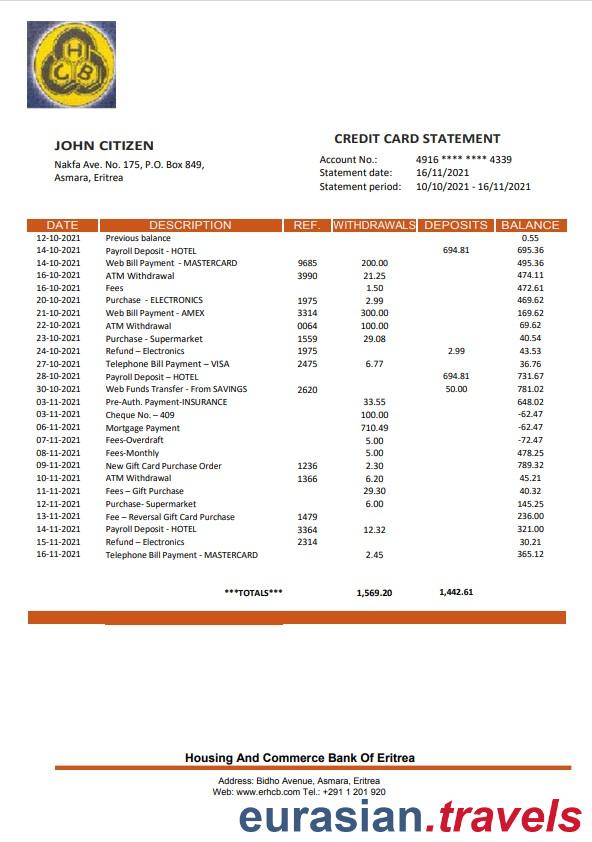 H
C B
JOHN CITIZEN
Nakfa Ave. No. 175, P.O. Box 849,
Asmara, Eritrea
CREDIT CARD STATEMENT
Account No.: 4916 **** **** 4339
Statement date: 16/11/2021
Statement period: 10/10/2021 - 16/11/2021
DATE DESCRIPTION REF. WITHDRAWALS DEPOSITS BALANCE
12-10-2021 Previous balance 0.55
14-10-2021 Payroll Deposit - HOTEL 694.81 695.36
14-10-2021 Web Bill Payment - MASTERCARD 9685 200.00 495.36
16-10-2021 ATM Withdrawal 3990 21.25 474.11
16-10-2021 Fees 1.50 472.61
20-10-2021 Purchase - ELECTRONICS 1975 2.99 469.62
21-10-2021 Web Bill Payment - AMEX 3314 300.00 169.62
22-10-2021 ATM Withdrawal 0064 100.00 69.62
23-10-2021 Purchase - Supermarket 1559 29.08 40.54
24-10-2021 Refund – Electronics 1975 2.99 43.53
27-10-2021 Telephone Bill Payment – VISA 2475 6.77 36.76
28-10-2021 Payroll Deposit – HOTEL 694.81 731.67
30-10-2021 Web Funds Transfer - From SAVINGS 2620 50.00 781.02
03-11-2021 Pre-Auth. Payment-INSURANCE 33.55 648.02
03-11-2021 Cheque No. – 409 100.00 -62.47
06-11-2021 Mortgage Payment 710.49 -62.47
07-11-2021 Fees-Overdraft 5.00 -72.47
08-11-2021 Fees-Monthly 5.00 478.25
09-11-2021 New Gift Card Purchase Order 1236 2.30 789.32
10-11-2021 ATM Withdrawal 1366 6.20 45.21
11-11-2021 Fees – Gift Purchase 29.30 40.32
12-11-2021 Purchase- Supermarket 6.00 145.25
13-11-2021 Fee – Reversal Gift Card Purchase 1479 236.00
14-11-2021 Payroll Deposit - HOTEL 3364 12.32 321.00
15-11-2021 Refund – Electronics 2314 30.21
16-11-2021 Telephone Bill Payment - MASTERCARD 2.45 365.12
***TOTALS*** 1,569.20 1,442.61
Housing And Commerce Bank Of Eritrea
Address: Bidho Avenue, Asmara, Eritrea
Web: www.erhcb.com Tel.: +291 1 201 920
eurasian.travels